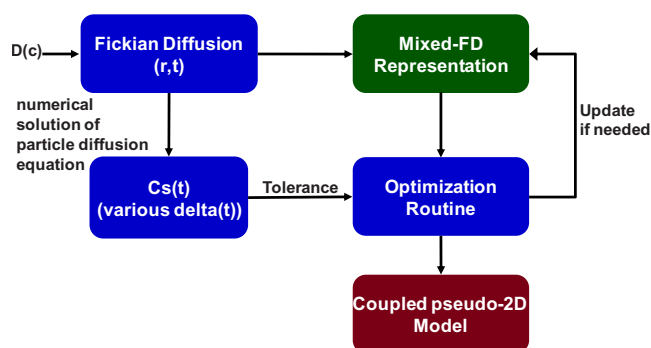 D(c)
Fickian Diffusion
(r,t)
Mixed-FD
Representation
numerical
solution of
particle diffusion
equation
Update
if needed
Cs(t)
(various delta(t))
Tolerance
Optimization
Routine
Coupled pseudo-2D
Model